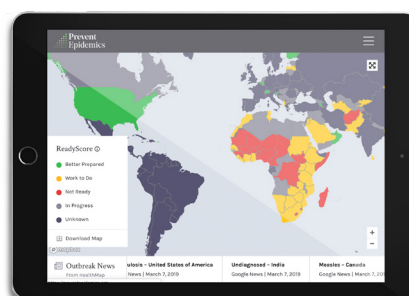 Prevent
Epidemics
ReadyScore
Better Prepared
Work to Do
Not Ready
In Progress
Unknown
Download Map
Outbreak News
From HealthMap
ulosis - United States of America
News | March 7, 2019
Undiagnosed - India
Google News | March 7, 2019
Measles - Canada
Google News | March 7, 201